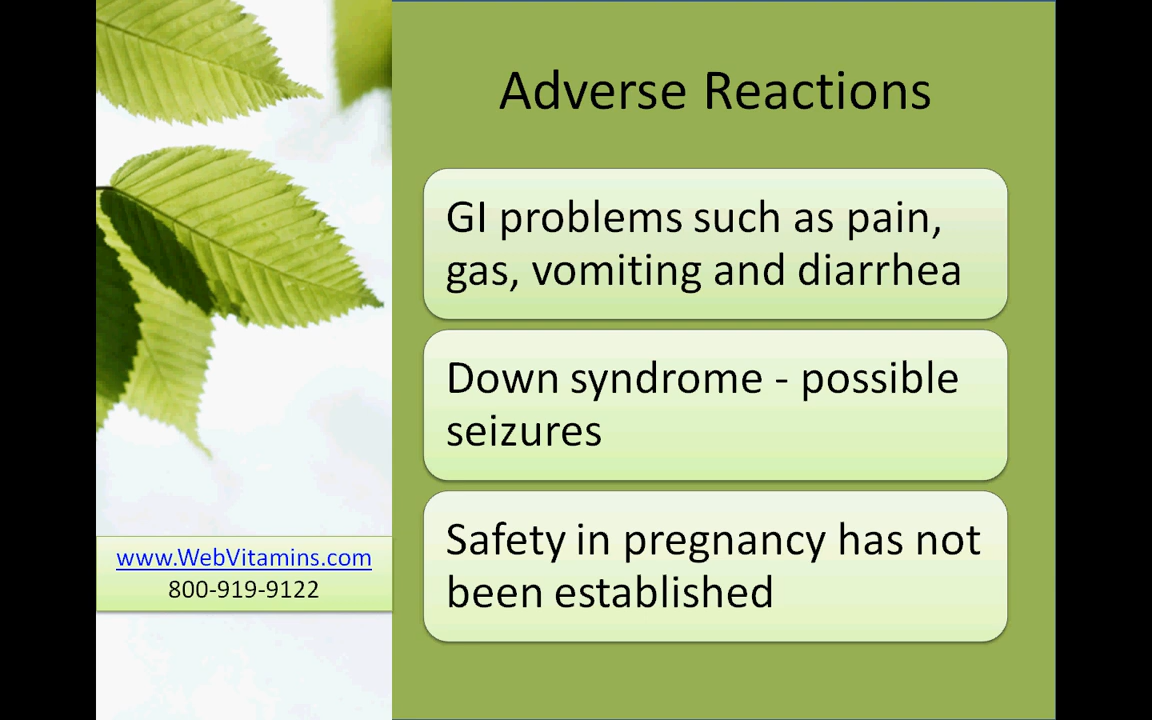 Adverse Reactions
GI problems such as pain,
gas, vomiting and diarrhea
Down syndrome - possible
seizures
Safety in pregnancy has not
been established
www.WebVitamins.com
800-919-9122